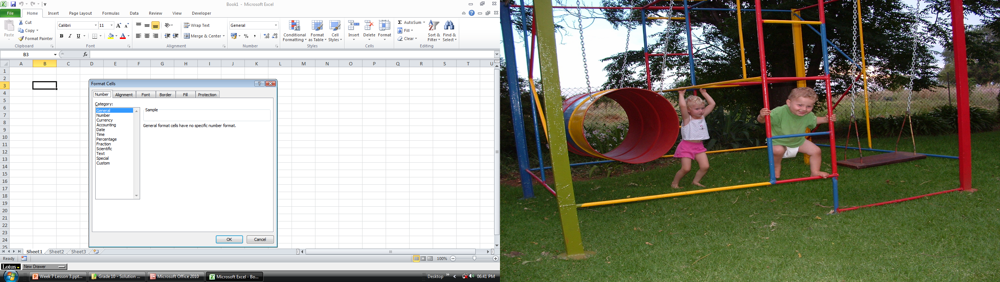 Book1 - Microsoft Excel
File Home Insert Page Layout Formulas Data Review View Developer
Paste
Cut
Copy
Format Painter
Clipboard
Calibri 11
B I U
Font
Wrap Text
Merge & Center
Alignment
General
% ,
Number
Conditional
Formatting
Format
as Table
Cell
Styles
Styles
Insert Delete Format
Cells
AutoSum
Fill
Clear
Sort &
Filter
Find &
Select
Editing
B3 fx
A B C D E F G H I J K L M N O P Q R S T U
1
2
3
4
5
6
7
8
9
10
11
12
13
14
15
16
17
18
19
20
21
22
23
24
25
Format Cells
Number Alignment Font Border Fill Protection
Category:
General
Number
Currency
Accounting
Date
Time
Percentage
Fraction
Scientific
Text
Special
Custom
Sample
General format cells have no specific number format.
OK Cancel
Sheet1 Sheet2 Sheet3
Ready 100%
Lotus New Drawer
Week 7 Lesson 3.ppt... Grade 10 - Solution ... Microsoft Office 2010 Microsoft Excel - Bo... Desktop 06:41 PM